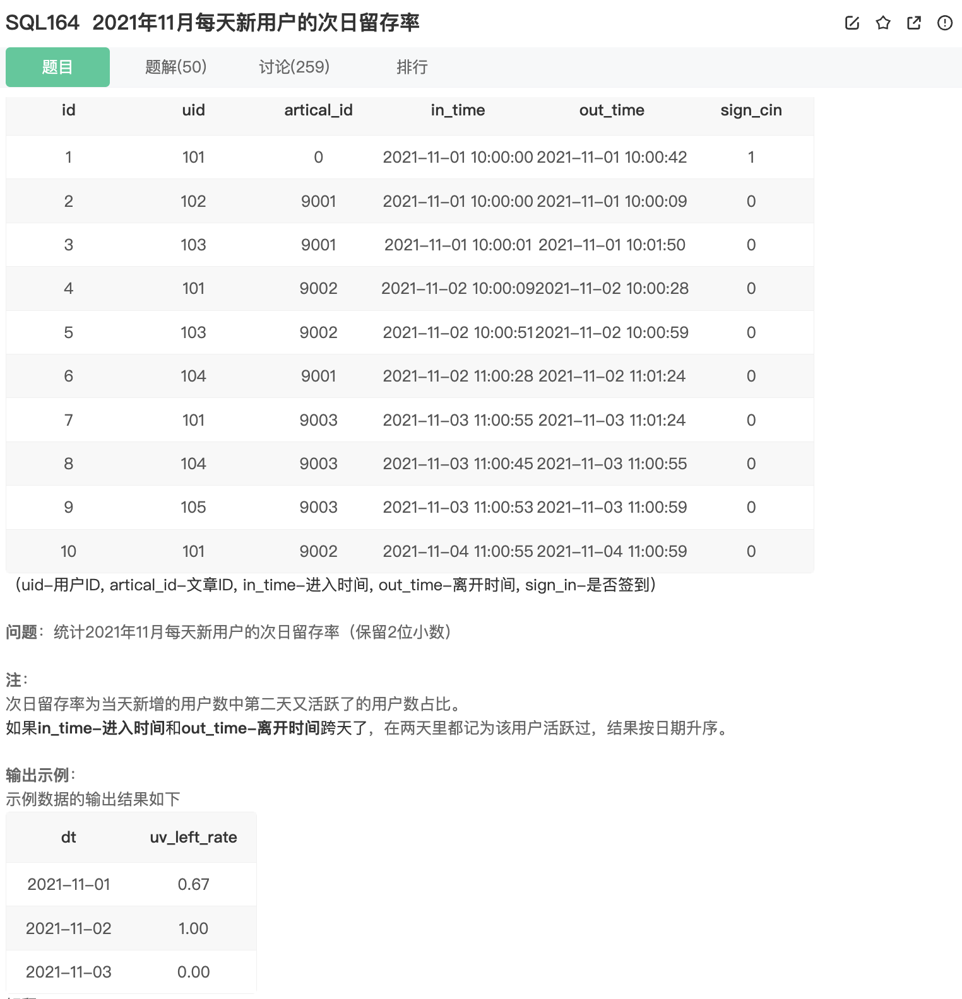 SQL164 2021年11月每天新用户的次日留存率
题目 题解(50) 讨论(259) 排行
id uid artical_id in_time out_time sign_cin
1 101 0 2021-11-01 10:00:00 2021-11-01 10:00:42 1
2 102 9001 2021-11-01 10:00:00 2021-11-01 10:00:09 0
3 103 9001 2021-11-01 10:00:01 2021-11-01 10:01:50 0
4 101 9002 2021-11-02 10:00:09 2021-11-02 10:00:28 0
5 103 9002 2021-11-02 10:00:51 2021-11-02 10:00:59 0
6 104 9001 2021-11-02 11:00:28 2021-11-02 11:01:24 0
7 101 9003 2021-11-03 11:00:55 2021-11-03 11:01:24 0
8 104 9003 2021-11-03 11:00:45 2021-11-03 11:00:55 0
9 105 9003 2021-11-03 11:00:53 2021-11-03 11:00:59 0
10 101 9002 2021-11-04 11:00:55 2021-11-04 11:00:59 0
（uid-用户ID, artical_id-文章ID, in_time-进入时间, out_time-离开时间, sign_in-是否签到）
问题：统计2021年11月每天新用户的次日留存率（保留2位小数）
注：
次日留存率为当天新增的用户数中第二天又活跃了的用户数占比。
如果in_time-进入时间和out_time-离开时间跨天了，在两天里都记为该用户活跃过，结果按日期升序。
输出示例：
示例数据的输出结果如下
dt uv_left_rate
2021-11-01 0.67
2021-11-02 1.00
2021-11-03 0.00